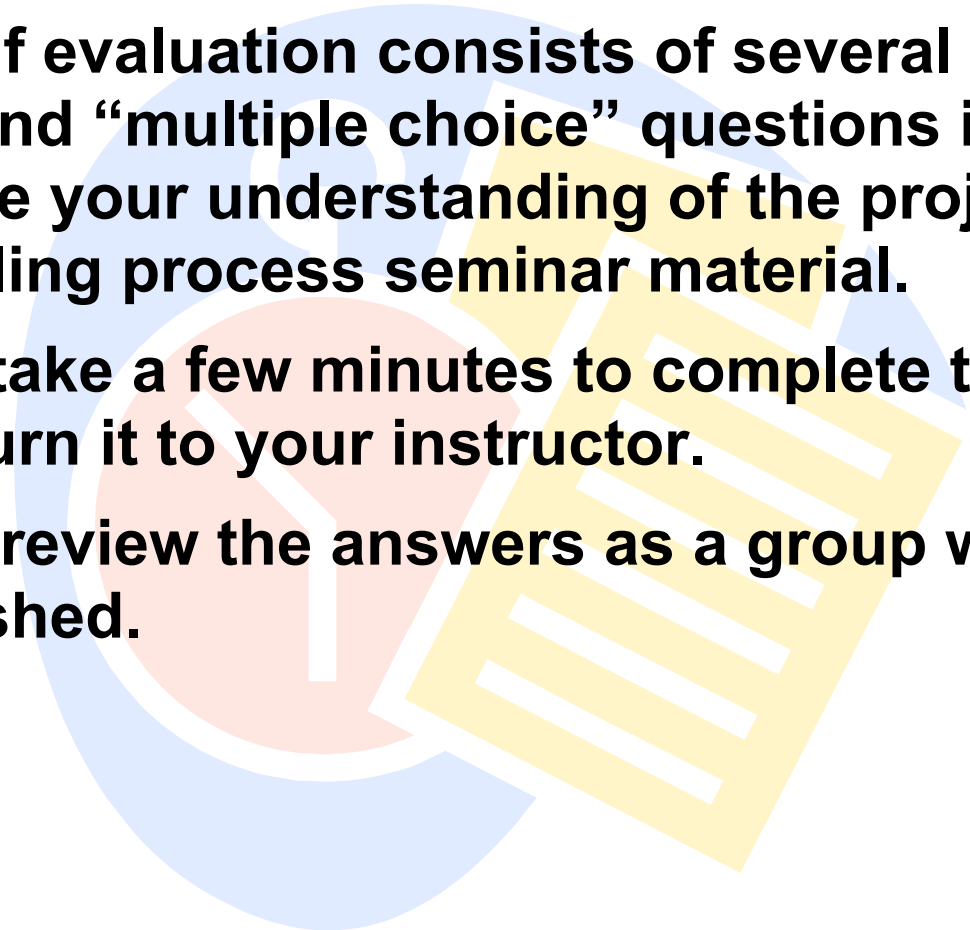 f evaluation consists of several
nd “multiple choice” questions i
e your understanding of the proj
ling process seminar material.
take a few minutes to complete t
urn it to your instructor.
review the answers as a group w
shed.